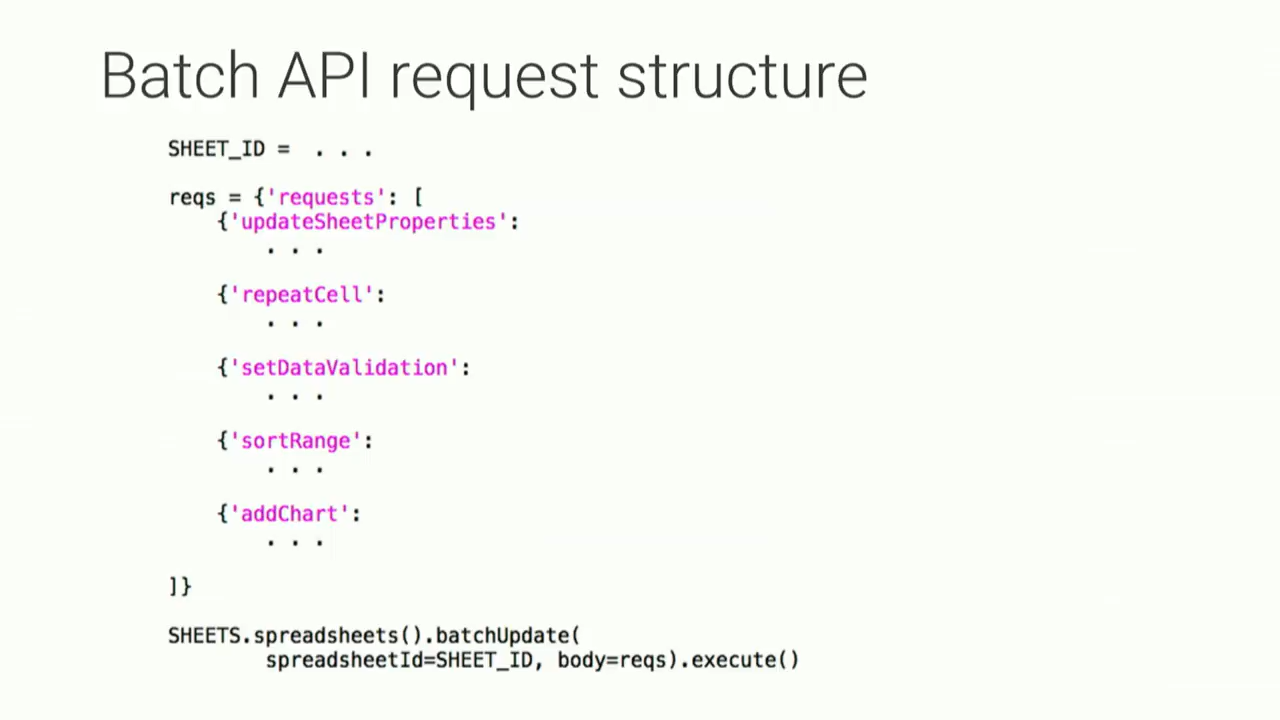 Batch API request structure
SHEET_ID = . . .
reqs = {'requests': [
{'updateSheetProperties':
. . .
{'repeatCell':
. . .
{'setDataValidation':
. . .
{'sortRange':
. . .
{'addChart':
. . .
]}
SHEETS.spreadsheets().batchUpdate(
spreadsheetId=SHEET_ID, body=reqs).execute()